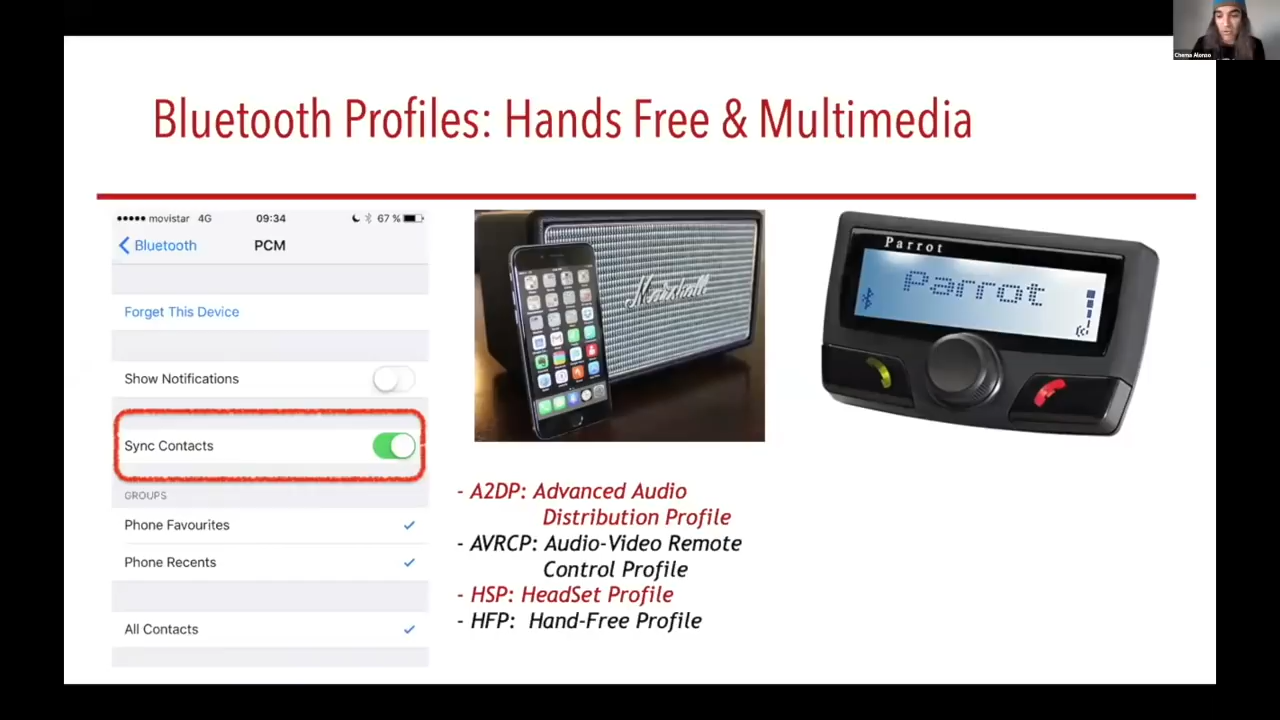 Chema Alonso
Bluetooth Profiles: Hands Free & Multimedia
movistar 4G 09:34 67 %
Bluetooth PCM
Forget This Device
Show Notifications
Sync Contacts
GROUPS
Phone Favourites
Phone Recents
All Contacts
Marshall
Parrot
Parrot
- A2DP: Advanced Audio
Distribution Profile
- AVRCP: Audio-Video Remote
Control Profile
- HSP: HeadSet Profile
- HFP: Hand-Free Profile